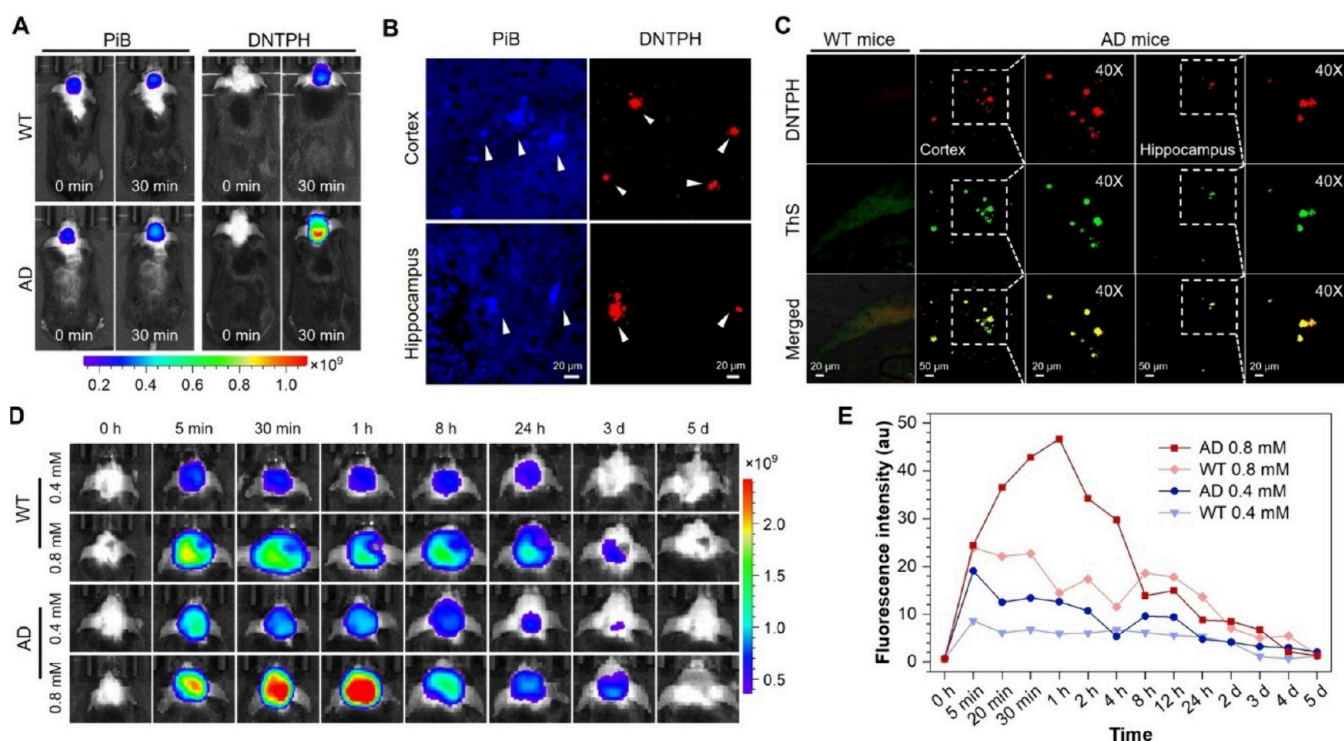 A
PiB DNTPH
WT
0 min 30 min 0 min 30 min
AD
0 min 30 min 0 min 30 min
0.2 0.4 0.6 0.8 1.0 ×10⁹
B
PiB DNTPH
Cortex
Hippocampus
20 μm 20 μm
C
WT mice AD mice
DNTPH
40X 40X
Cortex Hippocampus
ThS
40X 40X
Merged
40X 40X
20 μm 50 μm 20 μm 50 μm 20 μm
D
0 h 5 min 30 min 1 h 8 h 24 h 3 d 5 d
WT
0.4 mM
0.8 mM
AD
0.4 mM
0.8 mM
×10⁹
2.0
1.5
1.0
0.5
E
Fluorescence intensity (au)
50
40
30
20
10
0
AD 0.8 mM
WT 0.8 mM
AD 0.4 mM
WT 0.4 mM
0 h 5 min 20 min 30 min 1 h 2 h 4 h 8 h 12 h 24 h 2 d 3 d 4 d 5 d
Time